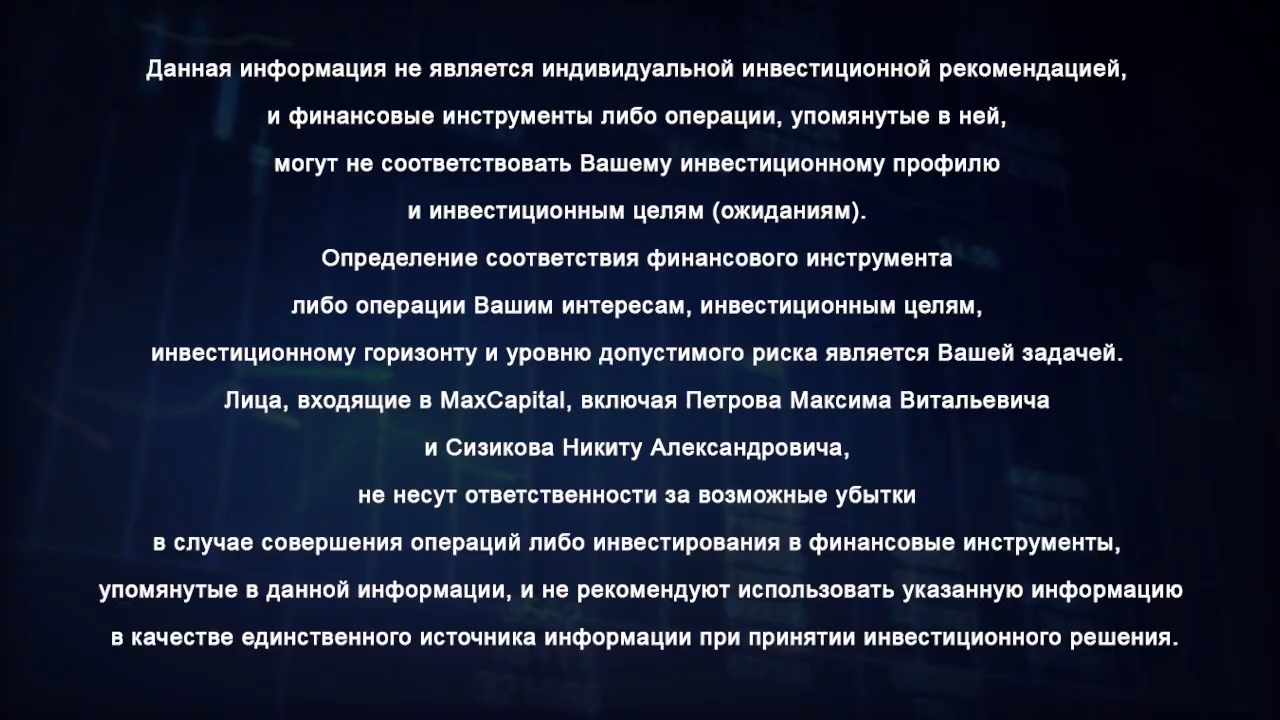 Данная информация не является индивидуальной инвестиционной рекомендацией,
и финансовые инструменты либо операции, упомянутые в ней,
могут не соответствовать Вашему инвестиционному профилю
и инвестиционным целям (ожиданиям).
Определение соответствия финансового инструмента
либо операции Вашим интересам, инвестиционным целям,
инвестиционному горизонту и уровню допустимого риска является Вашей задачей.
Лица, входящие в MaxCapital, включая Петрова Максима Витальевича
и Сизикова Никиту Александровича,
не несут ответственности за возможные убытки
в случае совершения операций либо инвестирования в финансовые инструменты,
упомянутые в данной информации, и не рекомендуют использовать указанную информацию
в качестве единственного источника информации при принятии инвестиционного решения.